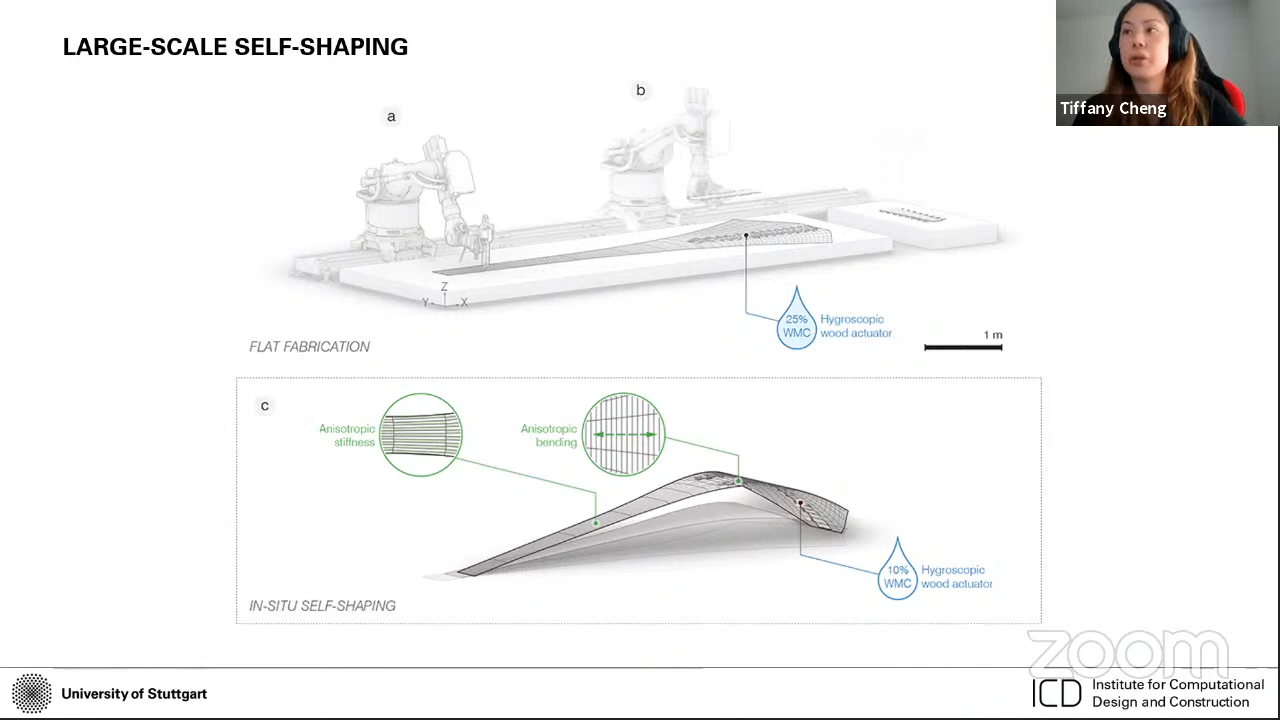 LARGE-SCALE SELF-SHAPING
Tiffany Cheng
a
b
Z
Y
X
25%
WMC
Hygroscopic
wood actuator
FLAT FABRICATION
1 m
c
Anisotropic
stiffness
Anisotropic
bending
10%
WMC
Hygroscopic
wood actuator
IN-SITU SELF-SHAPING
zoom
University of Stuttgart
ICD
Institute for Computational
Design and Construction